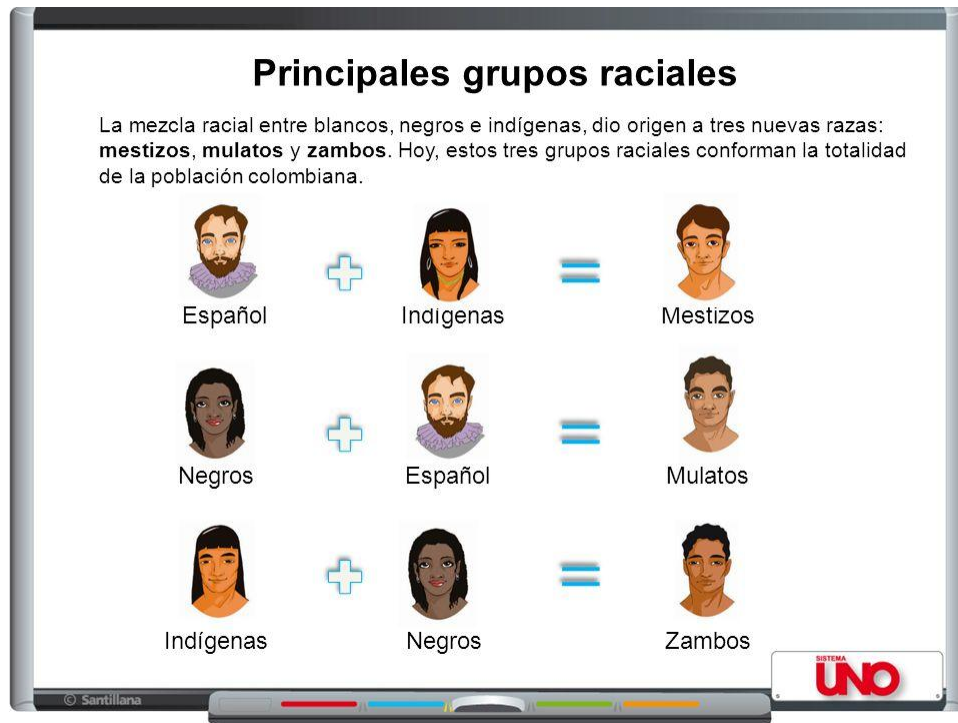 Principales grupos raciales
La mezcla racial entre blancos, negros e indígenas, dio origen a tres nuevas razas:
mestizos, mulatos y zambos. Hoy, estos tres grupos raciales conforman la totalidad
de la población colombiana.
Español Indígenas Mestizos
Negros Español Mulatos
Indígenas Negros Zambos
SISTEMA
UNO
© Santillana